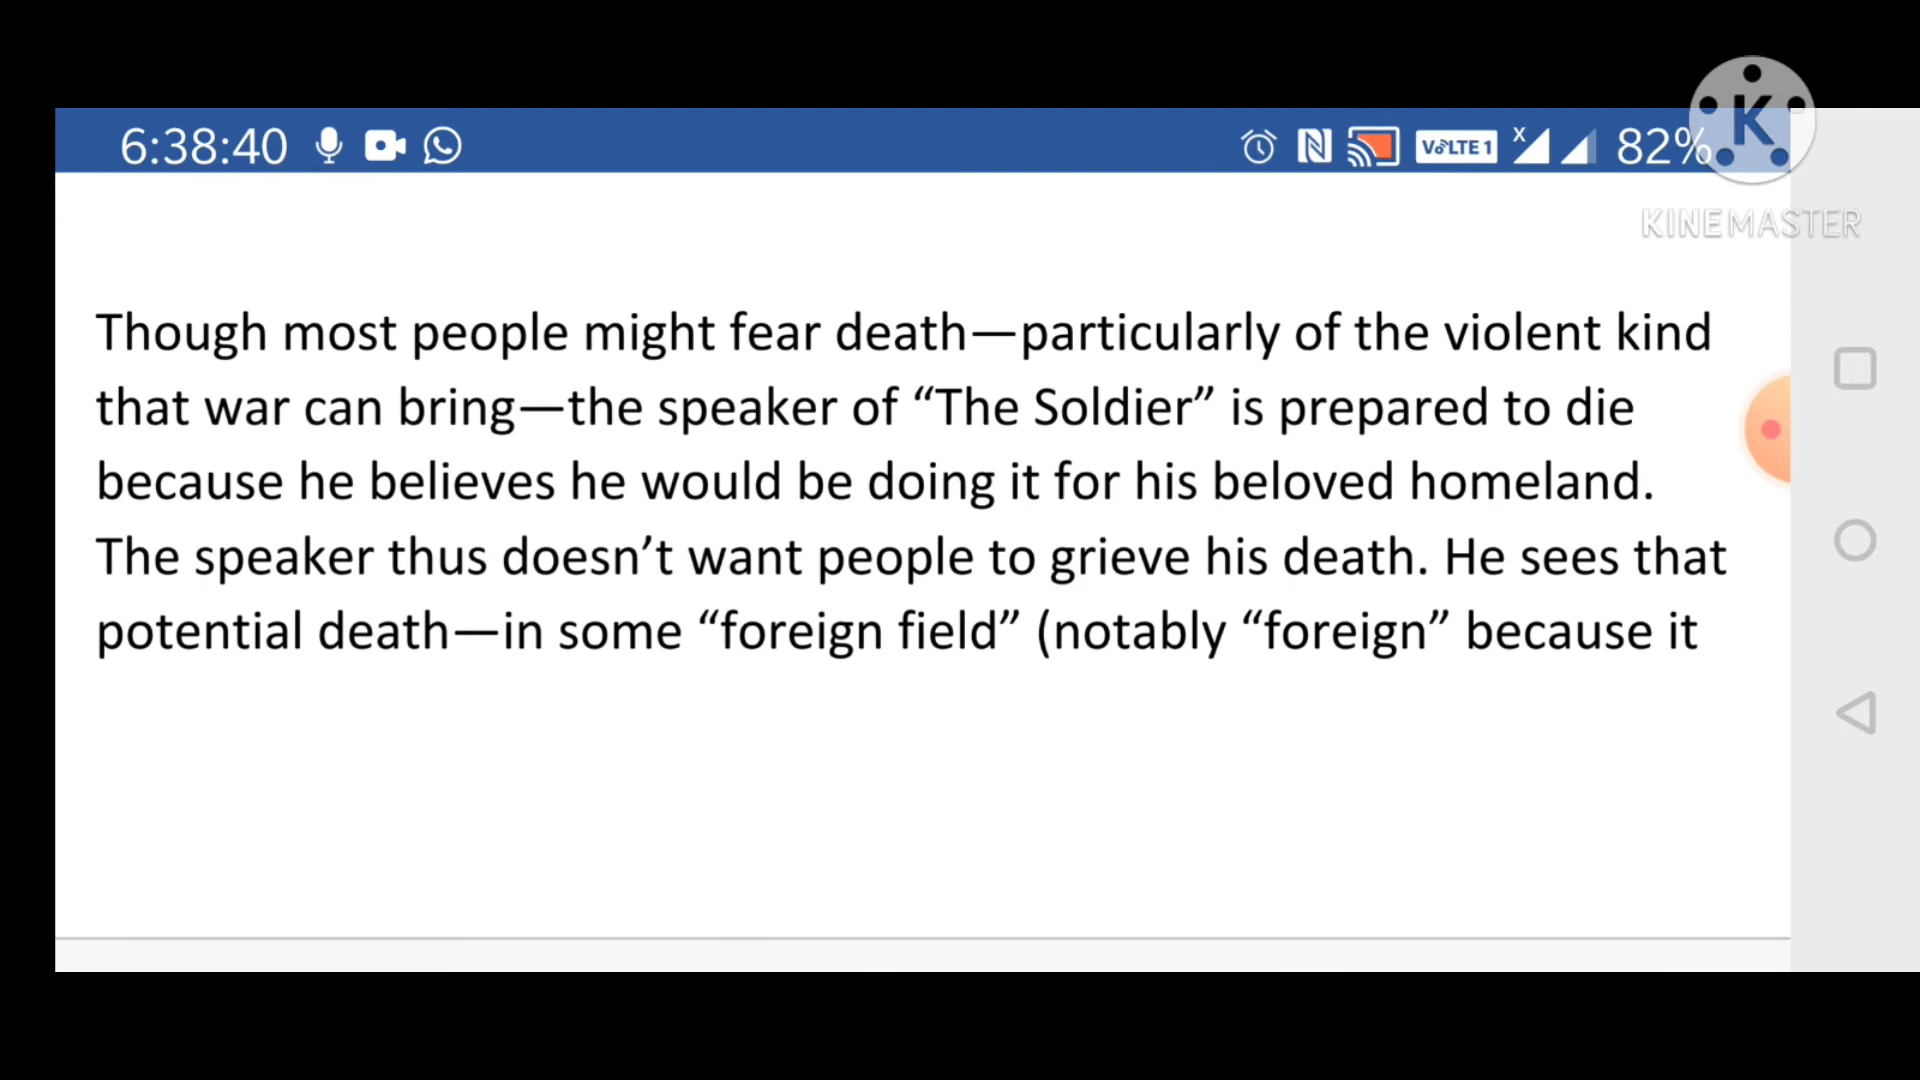 6:38:40 VoLTE 1 x 82%
K
KINEMASTER
Though most people might fear death—particularly of the violent kind
that war can bring—the speaker of “The Soldier” is prepared to die
because he believes he would be doing it for his beloved homeland.
The speaker thus doesn’t want people to grieve his death. He sees that
potential death—in some “foreign field” (notably “foreign” because it